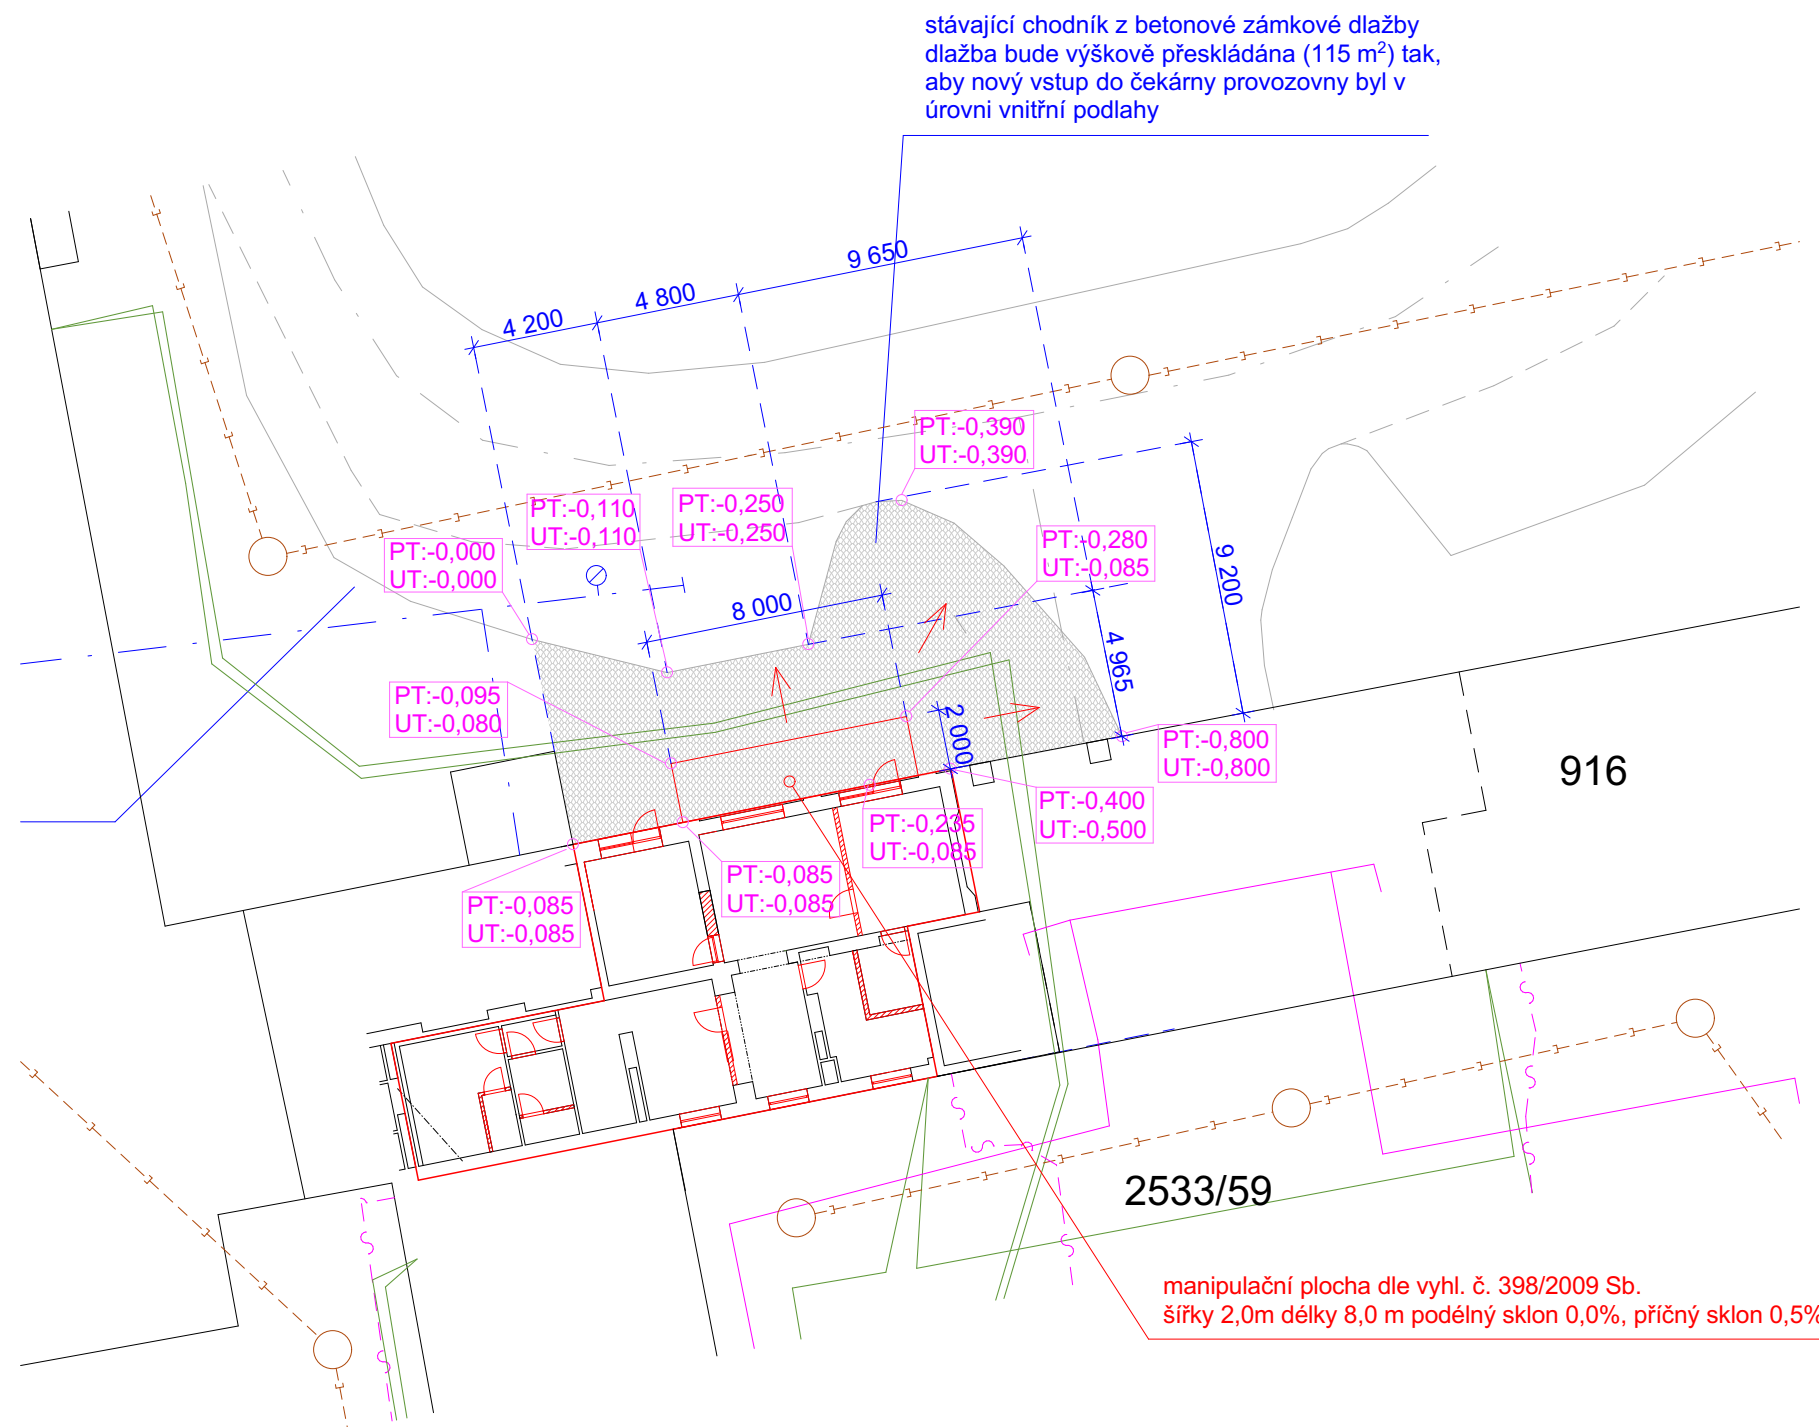 stávající chodník z betonové zámkové dlažby
dlažba bude výškově přeskládána (115 m²) tak,
aby nový vstup do čekárny provozovny byl v
úrovni vnitřní podlahy
9 650
4 800
4 200
PT:-0,390
UT:-0,390
PT:-0,250
UT:-0,250
PT:-0,110
UT:-0,110
PT:-0,000
UT:-0,000
PT:-0,280
UT:-0,085
9 200
8 000
4 965
PT:-0,095
UT:-0,080
2 000
PT:-0,800
UT:-0,800
916
PT:-0,400
UT:-0,500
PT:-0,235
UT:-0,085
PT:-0,085
UT:-0,085
PT:-0,085
UT:-0,085
2533/59
manipulační plocha dle vyhl. č. 398/2009 Sb.
šířky 2,0m délky 8,0 m podélný sklon 0,0%, příčný sklon 0,5%